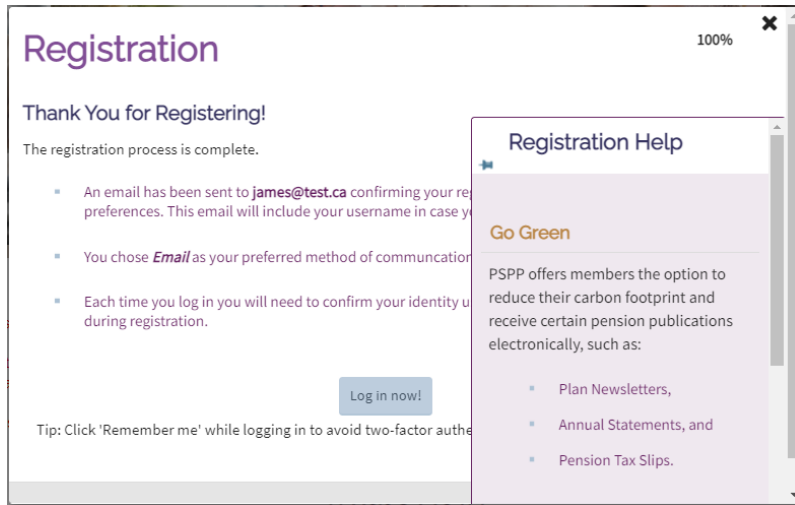 Registration
100%
Thank You for Registering!
The registration process is complete.
An email has been sent to james@test.ca confirming your
preferences. This email will include your username in case
You chose Email as your preferred method of communcation
Each time you log in you will need to confirm your identity
during registration.
Log in now!
Tip: Click 'Remember me' while logging in to avoid two-factor
Registration Help
Go Green
PSPP offers members the option to
reduce their carbon footprint and
receive certain pension publications
electronically, such as:
Plan Newsletters,
Annual Statements, and
Pension Tax Slips.